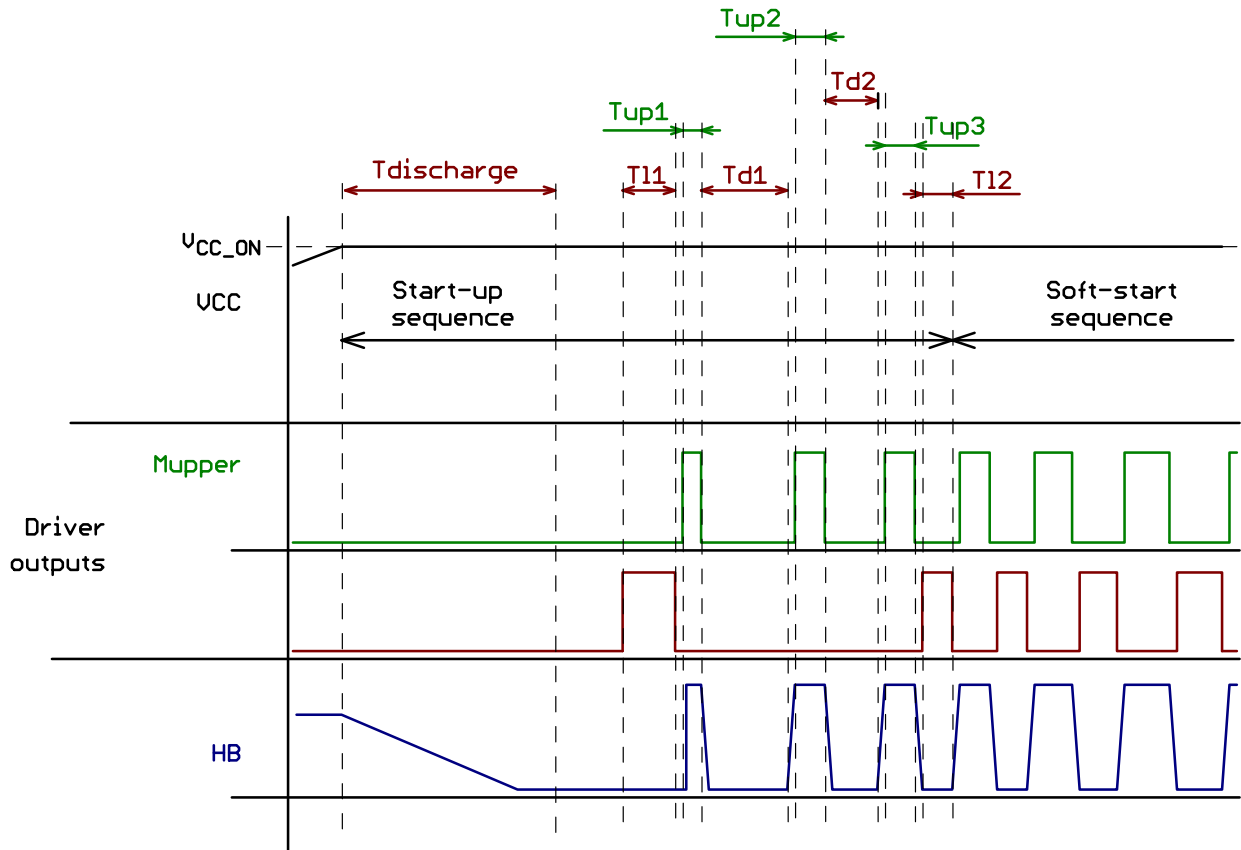 Tup2
Td2
Tup1
Tup3
Tdischarge
Tl1
Td1
Tl2
VCC_ON
VCC
Start-up
sequence
Soft-start
sequence
Mupper
Driver
outputs
HB